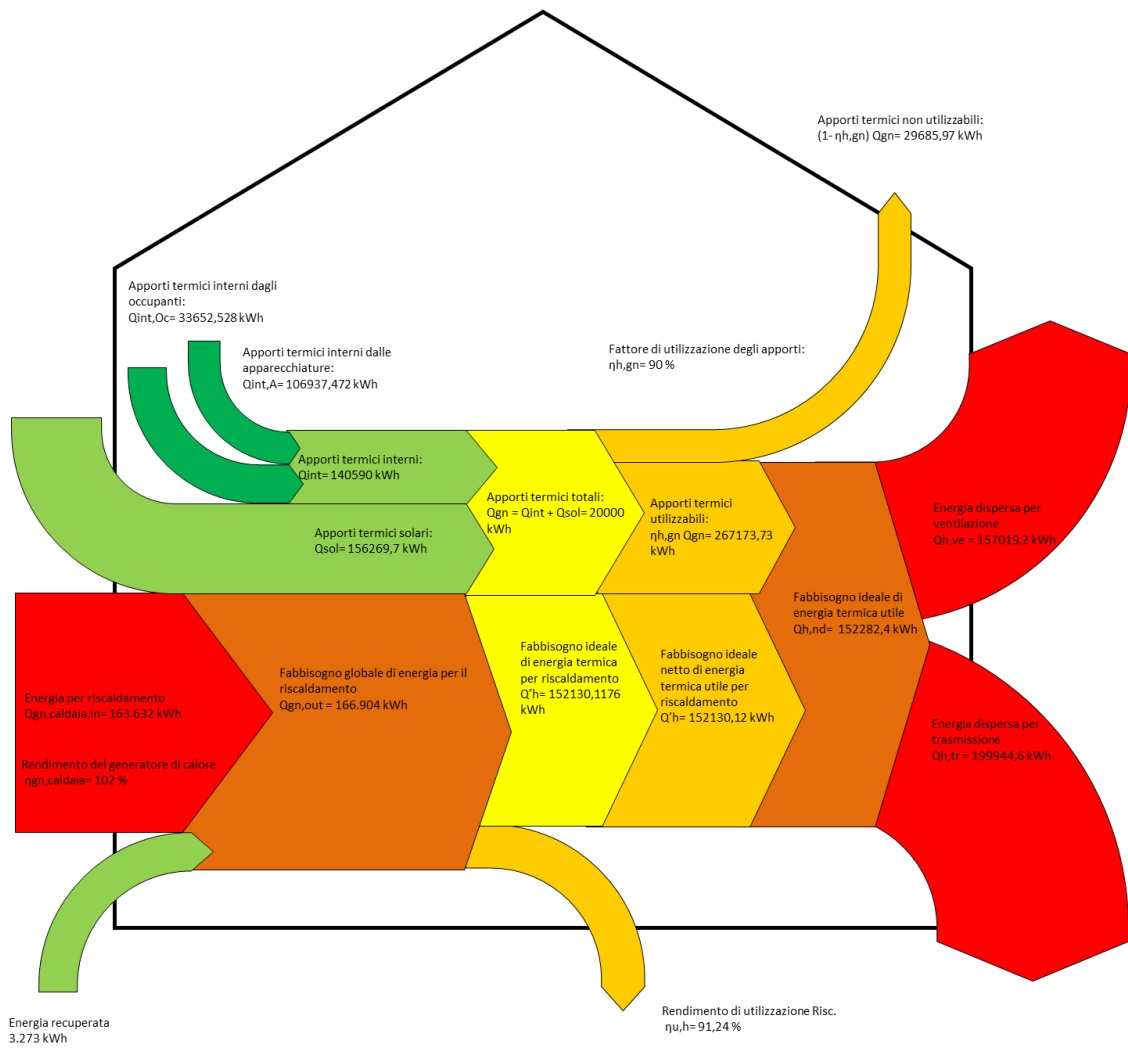 Apporti termici non utilizzabili:
(1- ηh,gn) Qgn= 29685,97 kWh
Apporti termici interni dagli
occupanti:
Qint,Oc= 33652,528 kWh
Apporti termici interni dalle
apparecchiature:
Qint,A= 106937,472 kWh
Fattore di utilizzazione degli apporti:
ηh,gn= 90 %
Apporti termici interni:
Qint= 140590 kWh
Apporti termici solari:
Qsol= 156269,7 kWh
Apporti termici totali:
Qgn = Qint + Qsol= 20000
kWh
Apporti termici
utilizzabili:
ηh,gn Qgn= 267173,73
kWh
Energia dispersa per
ventilazione
Qh,ve = 157019,2 kWh
Fabbisogno ideale di
energia termica utile
Qh,nd= 152282,4 kWh
Energia per riscaldamento
Qgn,caldaia,in= 163.632 kWh
Rendimento del generatore di calore
ηgn,caldaia= 102 %
Fabbisogno globale di energia per il
riscaldamento
Qgn,out = 166.904 kWh
Fabbisogno ideale
di energia termica
per riscaldamento
Q’h= 152130,1176
kWh
Fabbisogno ideale
netto di energia
termica utile per
riscaldamento
Q’h= 152130,12 kWh
Energia dispersa per
trasmissione
Qh,tr = 199944,6 kWh
Energia recuperata
3.273 kWh
Rendimento di utilizzazione Risc.
ηu,h= 91,24 %